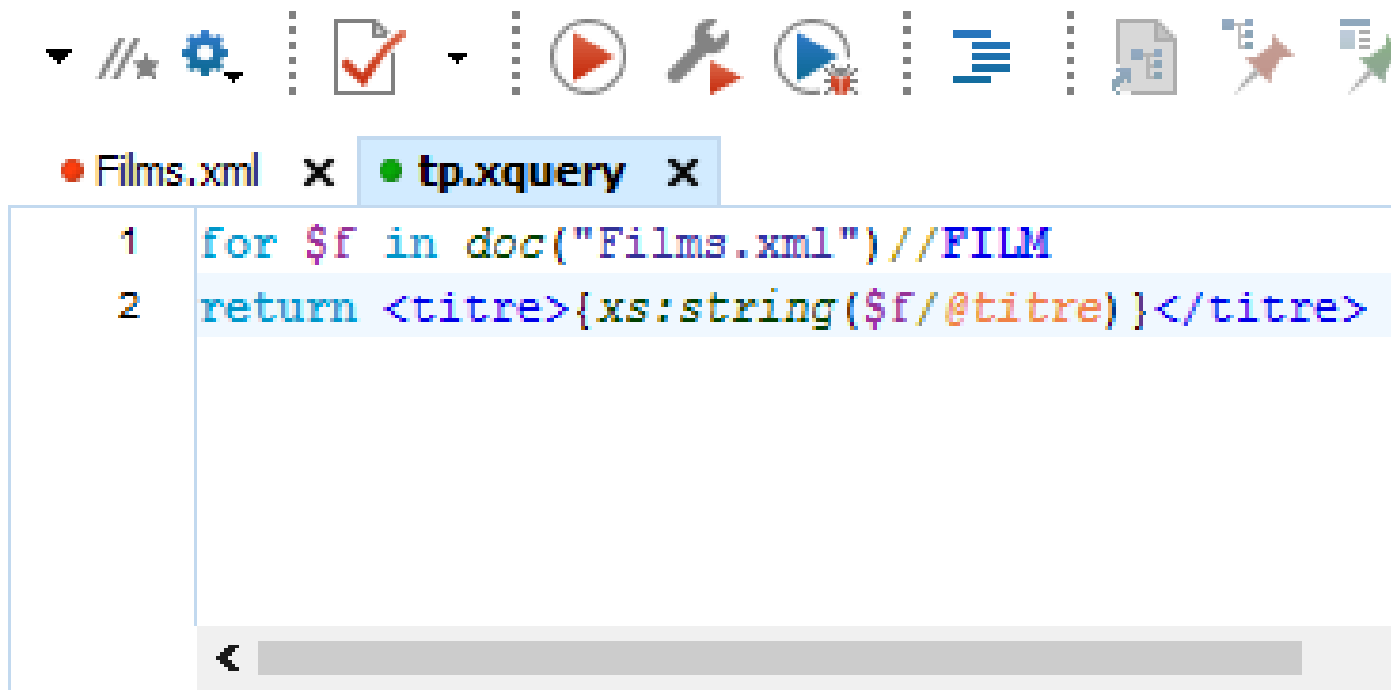 Films.xml x tp.xquery x
1 for $f in doc("Films.xml")//FILM
2 return <titre>{xs:string($f/@titre)}</titre>